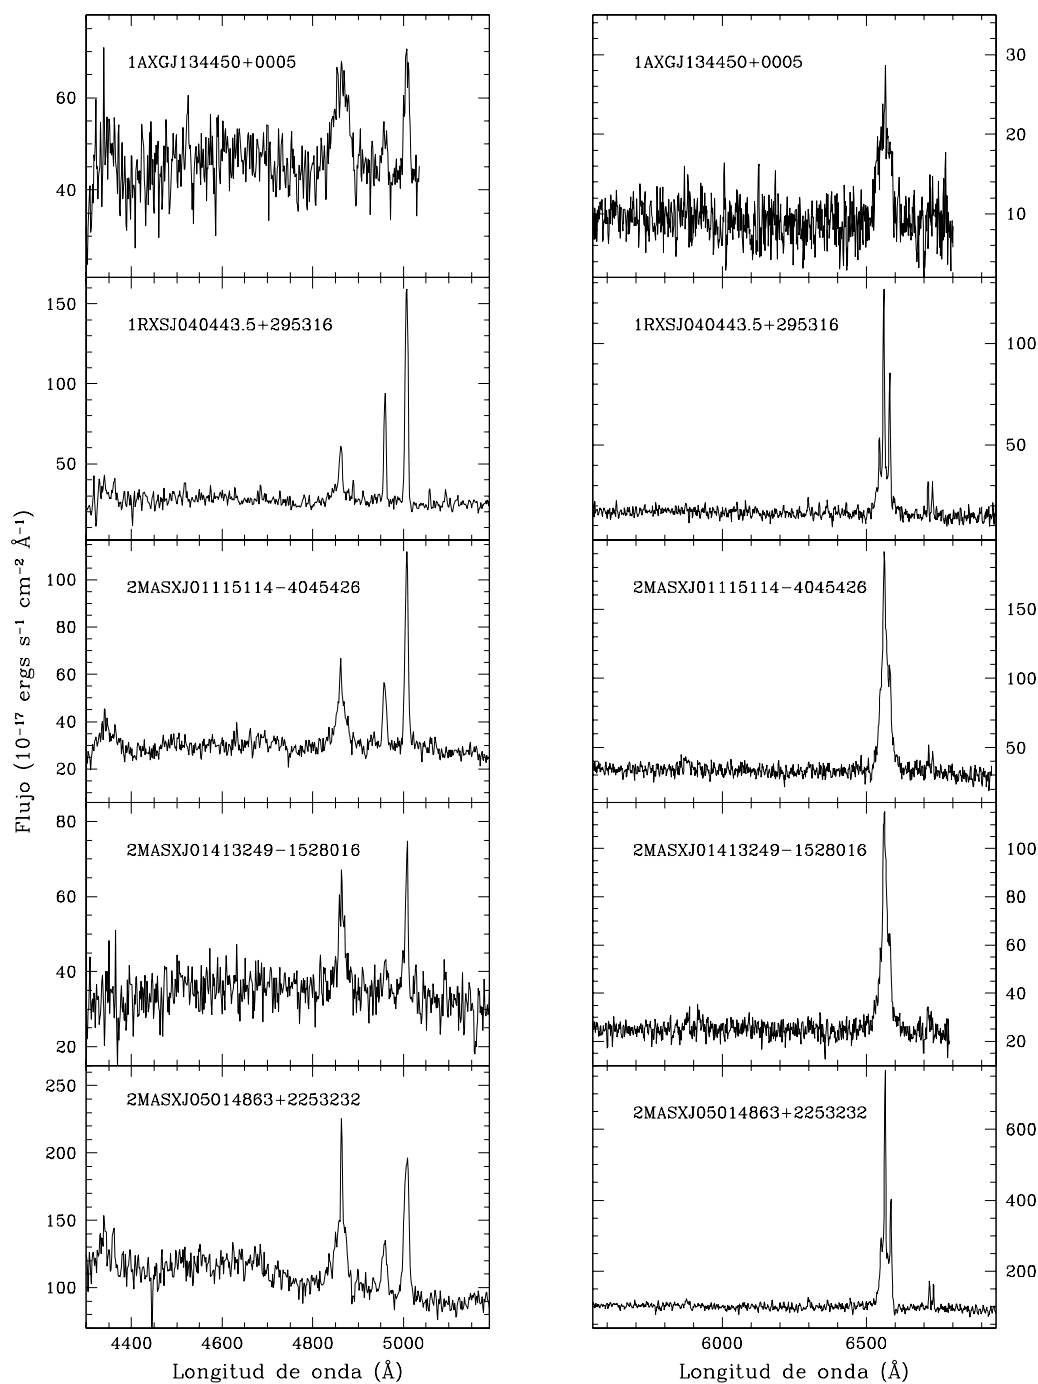 1AXGJ134450+0005
60
40
1AXGJ134450+0005
30
20
10
1RXSJ040443.5+295316
150
100
50
1RXSJ040443.5+295316
100
50
2MASXJ01115114-4045426
100
80
60
40
20
2MASXJ01115114-4045426
150
100
50
2MASXJ01413249-1528016
80
60
40
20
2MASXJ01413249-1528016
100
80
60
40
20
2MASXJ05014863+2253232
250
200
150
100
2MASXJ05014863+2253232
600
400
200
Flujo (10⁻¹⁷ ergs s⁻¹ cm⁻² Å⁻¹)
4400 4600 4800 5000
Longitud de onda (Å)
6000 6500
Longitud de onda (Å)